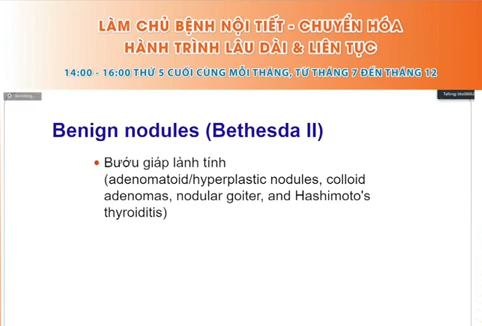 LÀM CHỦ BỆNH NỘI TIẾT - CHUYỂN HÓA
HÀNH TRÌNH LÂU DÀI & LIÊN TỤC
14:00 - 16:00 THỨ 5 CUỐI CÙNG MỖI THÁNG, TỪ THÁNG 7 ĐẾN THÁNG 12
Benign nodules (Bethesda II)
• Bướu giáp lành tính
(adenomatoid/hyperplastic nodules, colloid
adenomas, nodular goiter, and Hashimoto's
thyroiditis)